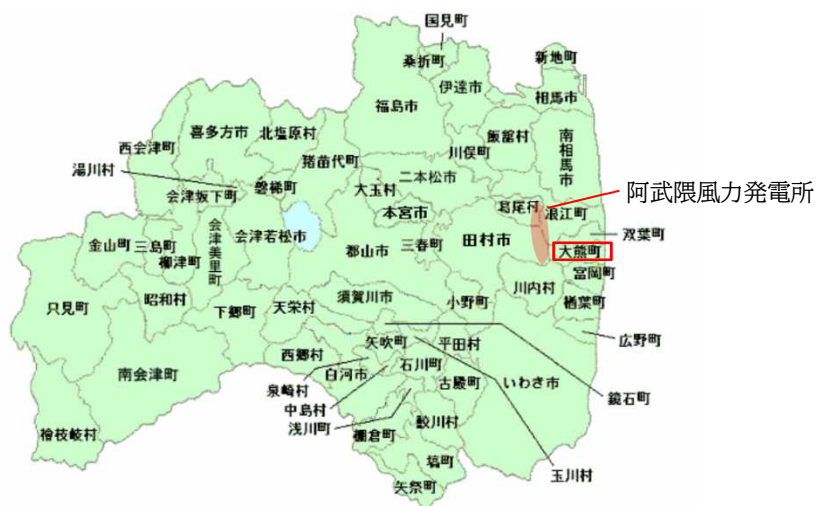 国見町
桑折町
新地町
伊達市
相馬市
福島市
喜多方市
北塩原村
飯舘村
南相馬市
西会津町
猪苗代町
川俣町
湯川村
二本松市
磐梯町
大玉村
会津坂下町
葛尾村
浪江町
阿武隈風力発電所
本宮市
双葉町
会津美里町
会津若松市
田村市
金山町
三島町
郡山市
三春町
大熊町
柳津町
富岡町
川内村
昭和村
須賀川市
楢葉町
只見町
下郷町
天栄村
小野町
広野町
矢吹町
平田村
西郷村
石川町
南会津町
白河市
古殿町
いわき市
泉崎村
鏡石町
中島村
浅川町
鮫川村
棚倉町
檜枝岐村
塙町
玉川村
矢祭町